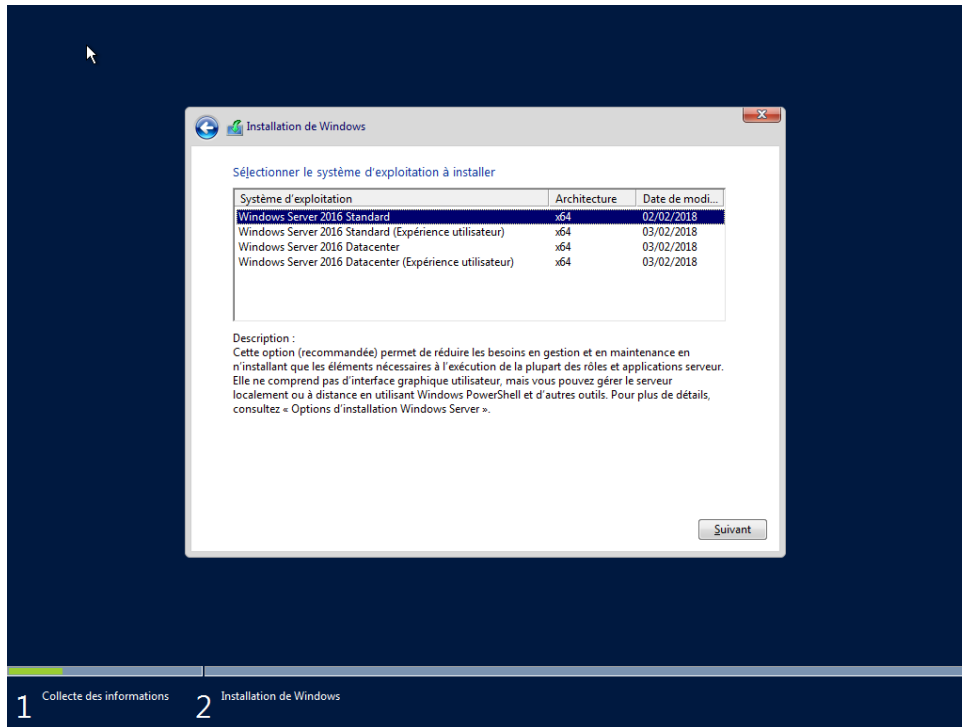 Installation de Windows
Sélectionner le système d'exploitation à installer
Système d'exploitation Architecture Date de modi...
Windows Server 2016 Standard x64 02/02/2018
Windows Server 2016 Standard (Expérience utilisateur) x64 03/02/2018
Windows Server 2016 Datacenter x64 03/02/2018
Windows Server 2016 Datacenter (Expérience utilisateur) x64 03/02/2018
Description :
Cette option (recommandée) permet de réduire les besoins en gestion et en maintenance en
n'installant que les éléments nécessaires à l'exécution de la plupart des rôles et applications serveur.
Elle ne comprend pas d'interface graphique utilisateur, mais vous pouvez gérer le serveur
localement ou à distance en utilisant Windows PowerShell et d'autres outils. Pour plus de détails,
consultez « Options d'installation Windows Server ».
Suivant
1 Collecte des informations 2 Installation de Windows